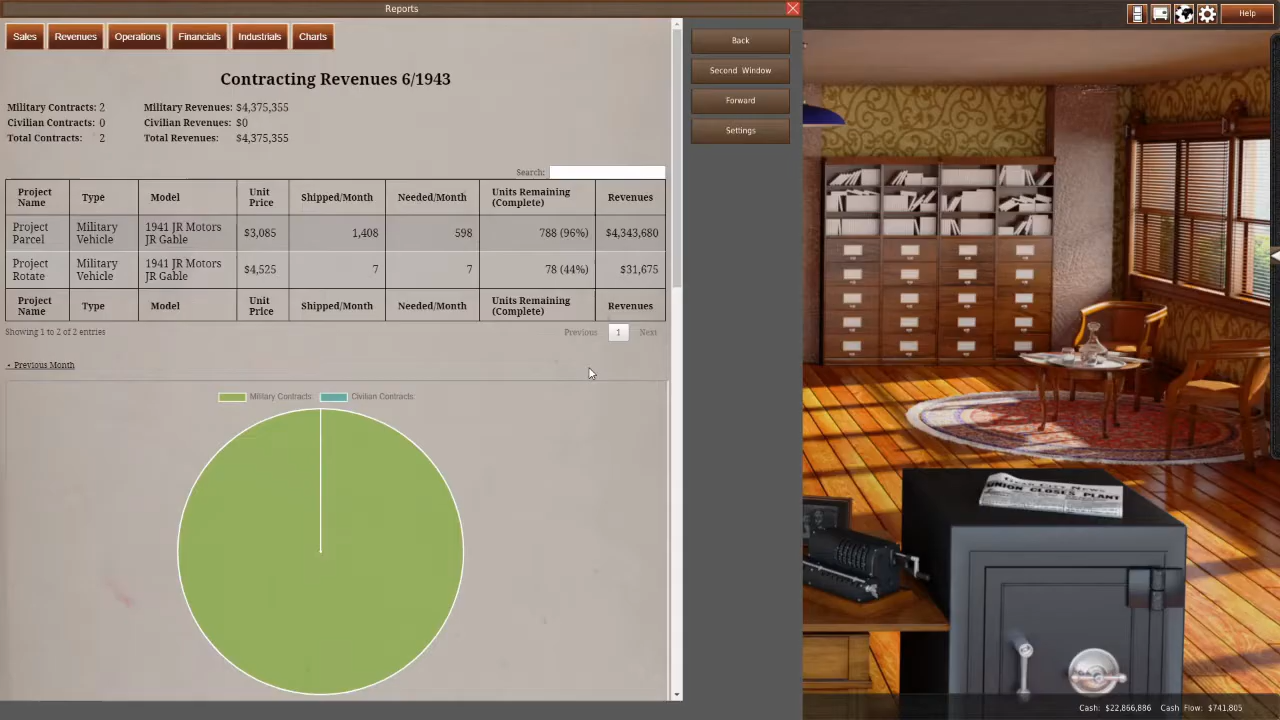 Reports
Help
Sales
Revenues
Operations
Financials
Industrials
Charts
Back
Second Window
Forward
Settings
Contracting Revenues 6/1943
Military Contracts: 2 Military Revenues: $4,375,355
Civilian Contracts: 0 Civilian Revenues: $0
Total Contracts: 2 Total Revenues: $4,375,355
Search:
Project Name Type Model Unit Price Shipped/Month Needed/Month Units Remaining (Complete) Revenues
Project Parcel Military Vehicle 1941 JR Motors JR Gable $3,085 1,408 598 788 (96%) $4,343,680
Project Rotate Military Vehicle 1941 JR Motors JR Gable $4,525 7 7 78 (44%) $31,675
Project Name Type Model Unit Price Shipped/Month Needed/Month Units Remaining (Complete) Revenues
Showing 1 to 2 of 2 entries
Previous 1 Next
Previous Month
Military Contracts Civilian Contracts
UNION CLOSES PLANT
Cash: $22,866,886 Cash Flow: $741,805